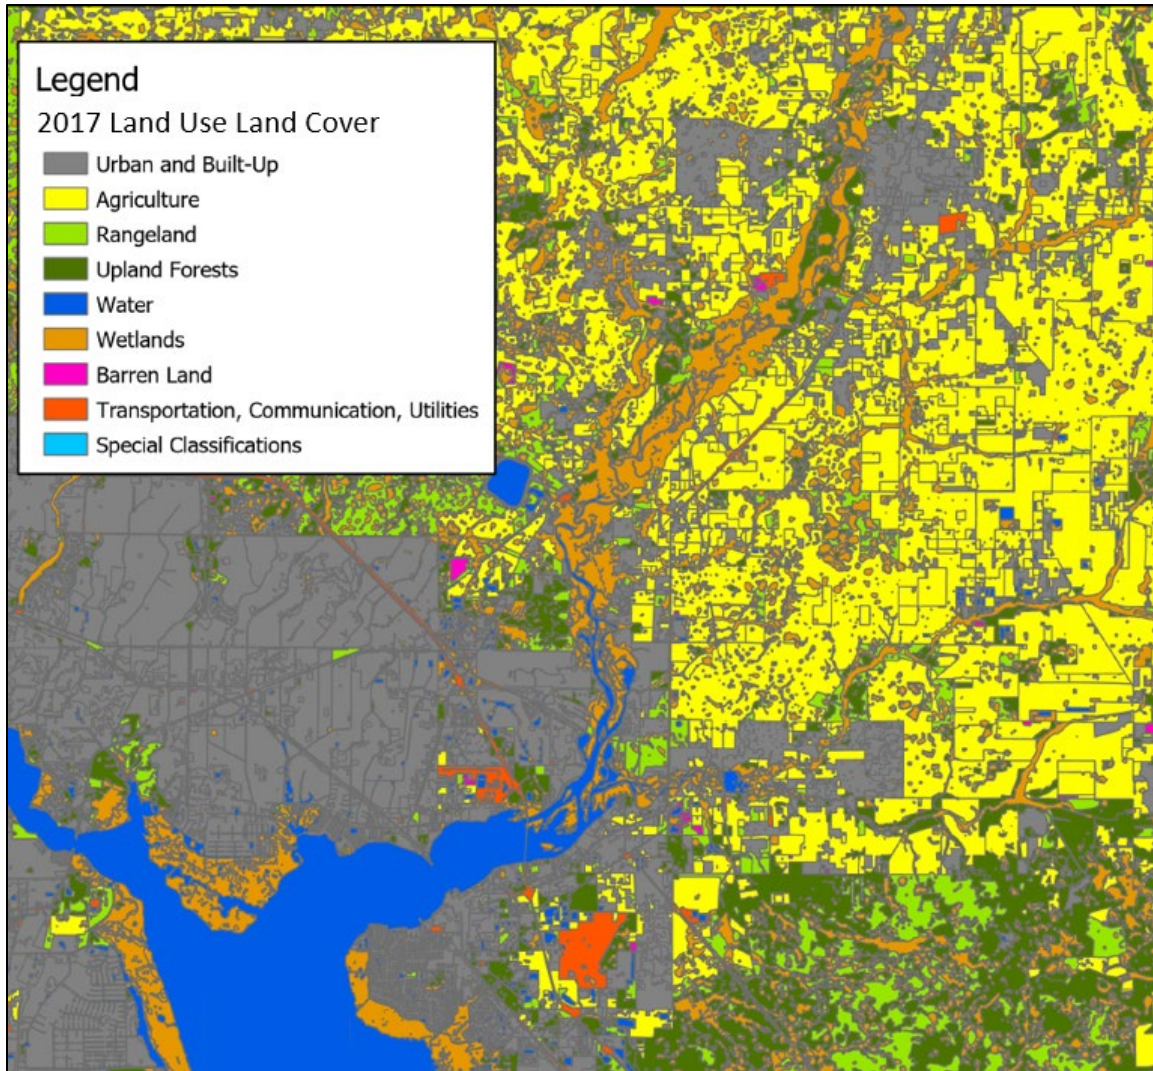 Legend
2017 Land Use Land Cover
Urban and Built-Up
Agriculture
Rangeland
Upland Forests
Water
Wetlands
Barren Land
Transportation, Communication, Utilities
Special Classifications